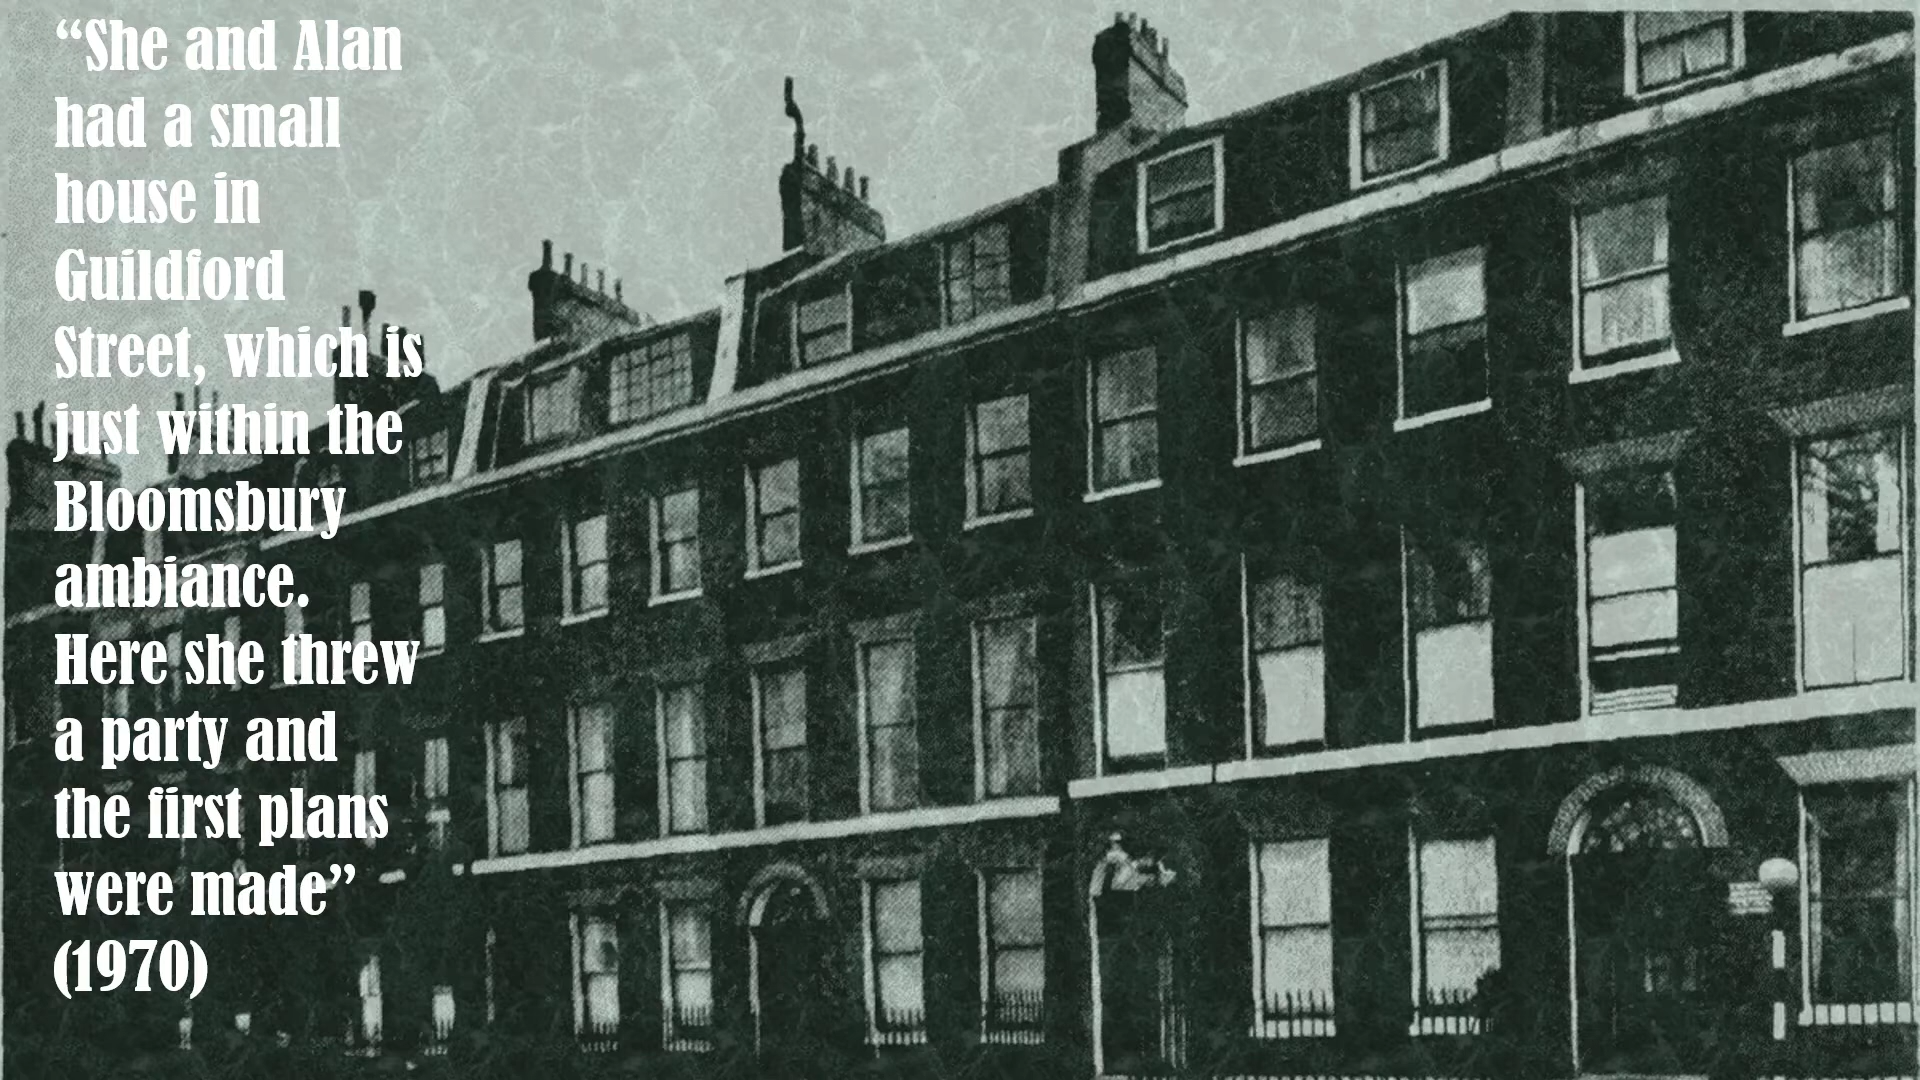 “She and Alan
had a small
house in
Guildford
Street, which is
just within the
Bloomsbury
ambiance.
Here she threw
a party and
the first plans
were made”
(1970)